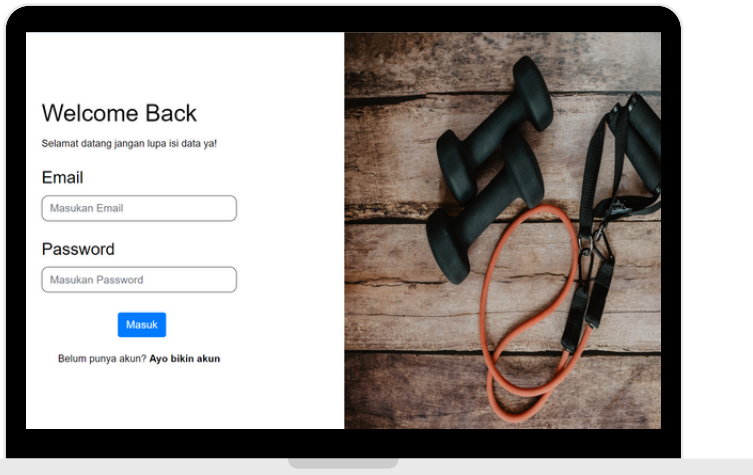 Welcome Back
Selamat datang jangan lupa isi data ya!
Email
Masukan Email
Password
Masukan Password
Masuk
Belum punya akun? Ayo bikin akun